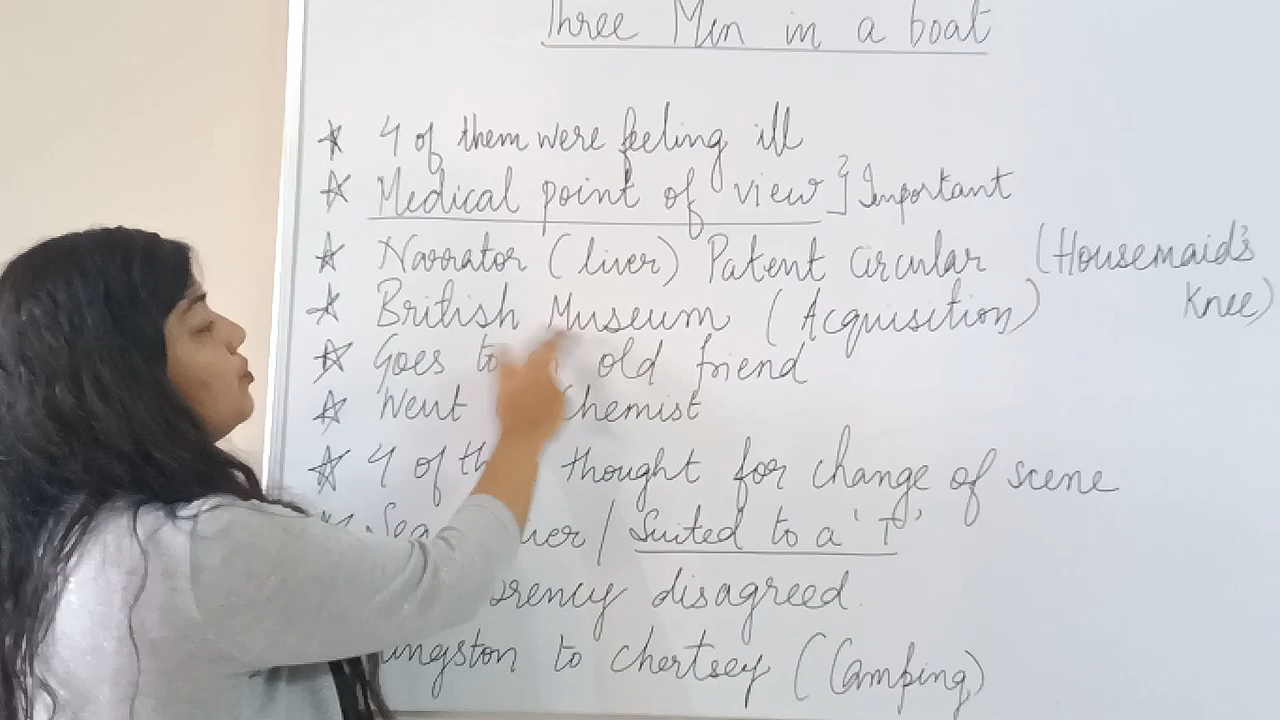 Three Men in a boat
4 of them were feeling ill
Medical point of view } Important
Narrator (liver) Patent Circular (Housemaid's Knee)
British Museum (Acquisition)
Goes to old friend
Went Chemist
4 of thought for change of scene
Suited to a 'T'
disagreed.
to Chertsey (Camping)